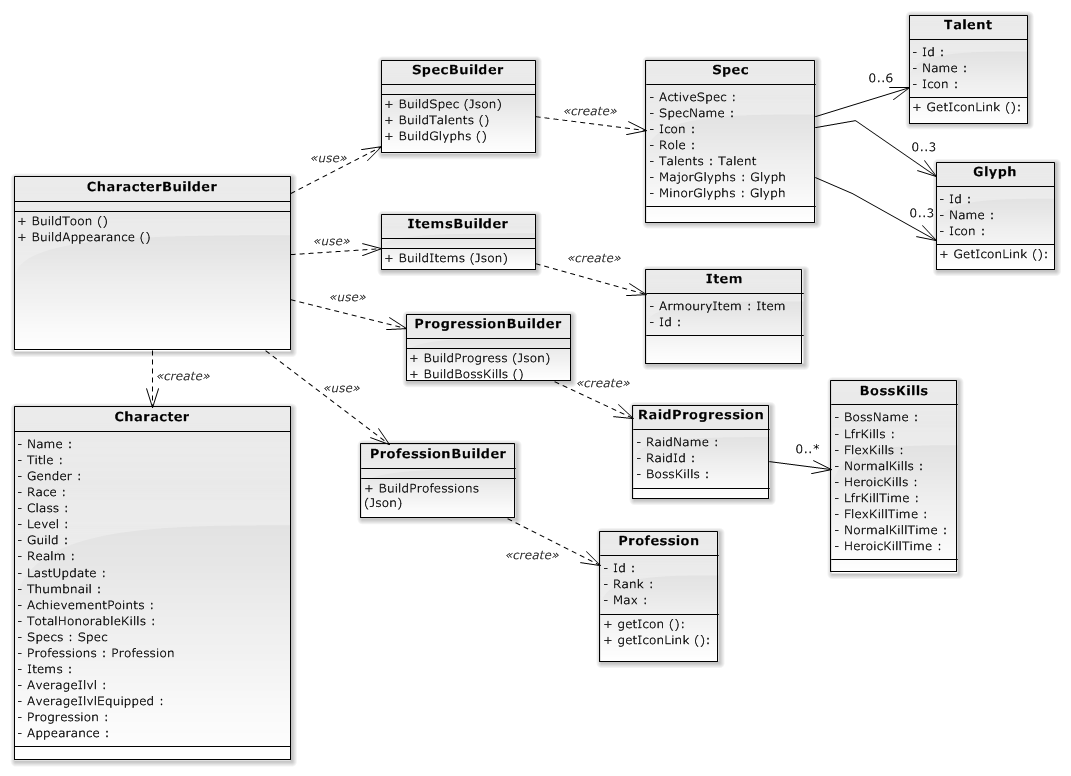 Talent
- Id :
- Name :
- Icon :
+ GetIconLink ():
SpecBuilder
+ BuildSpec (Json)
+ BuildTalents ()
+ BuildGlyphs ()
«create»
Spec
- ActiveSpec :
- SpecName :
- Icon :
- Role :
- Talents : Talent
- MajorGlyphs : Glyph
- MinorGlyphs : Glyph
0..6
0..3
0..3
Glyph
- Id :
- Name :
- Icon :
+ GetIconLink ():
«use»
CharacterBuilder
+ BuildToon ()
+ BuildAppearance ()
«use»
ItemsBuilder
+ BuildItems (Json)
«create»
Item
- ArmouryItem : Item
- Id :
«use»
ProgressionBuilder
+ BuildProgress (Json)
+ BuildBossKills ()
«create»
RaidProgression
- RaidName :
- RaidId :
- BossKills :
0..*
BossKills
- BossName :
- LfrKills :
- FlexKills :
- NormalKills :
- HeroicKills :
- LfrKillTime :
- FlexKillTime :
- NormalKillTime :
- HeroicKillTime :
«create»
«use»
ProfessionBuilder
+ BuildProfessions
(Json)
«create»
Profession
- Id :
- Rank :
- Max :
+ getIcon ():
+ getIconLink ():
Character
- Name :
- Title :
- Gender :
- Race :
- Class :
- Level :
- Guild :
- Realm :
- LastUpdate :
- Thumbnail :
- AchievementPoints :
- TotalHonorableKills :
- Specs : Spec
- Professions : Profession
- Items :
- AverageIlvl :
- AverageIlvlEquipped :
- Progression :
- Appearance :